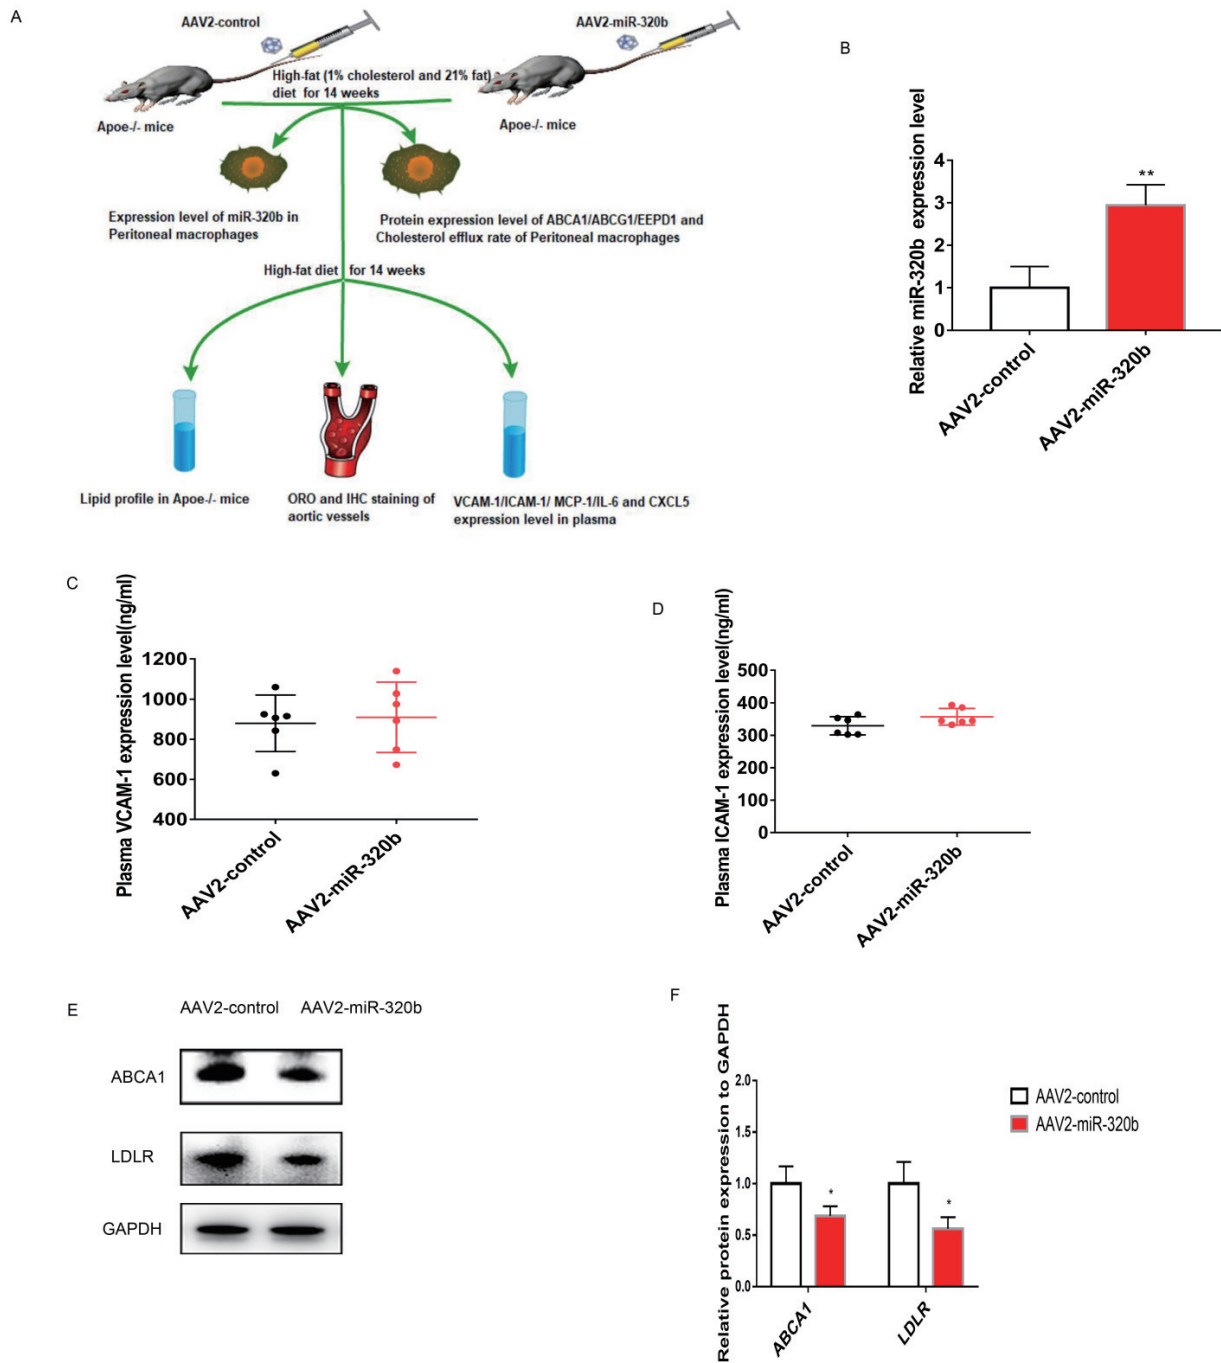 A
AAV2-control
AAV2-miR-320b
High-fat (1% cholesterol and 21% fat)
diet for 14 weeks
Apoe-/- mice
Apoe-/- mice
Expression level of miR-320b in
Peritoneal macrophages
Protein expression level of ABCA1/ABCG1/EEPD1 and
Cholesterol efflux rate of Peritoneal macrophages
High-fat diet for 14 weeks
Lipid profile in Apoe-/- mice
ORO and IHC staining of
aortic vessels
VCAM-1/ICAM-1/ MCP-1/IL-6 and CXCL5
expression level in plasma
B
Relative miR-320b expression level
4
3
2
1
0
**
AAV2-control
AAV2-miR-320b
C
Plasma VCAM-1 expression level(ng/ml)
1200
1000
800
600
400
AAV2-control
AAV2-miR-320b
D
Plasma ICAM-1 expression level(ng/ml)
500
400
300
200
100
0
AAV2-control
AAV2-miR-320b
E
AAV2-control
AAV2-miR-320b
ABCA1
LDLR
GAPDH
F
Relative protein expression to GAPDH
2.0
1.5
1.0
0.5
0.0
*
*
ABCA1
LDLR
AAV2-control
AAV2-miR-320b